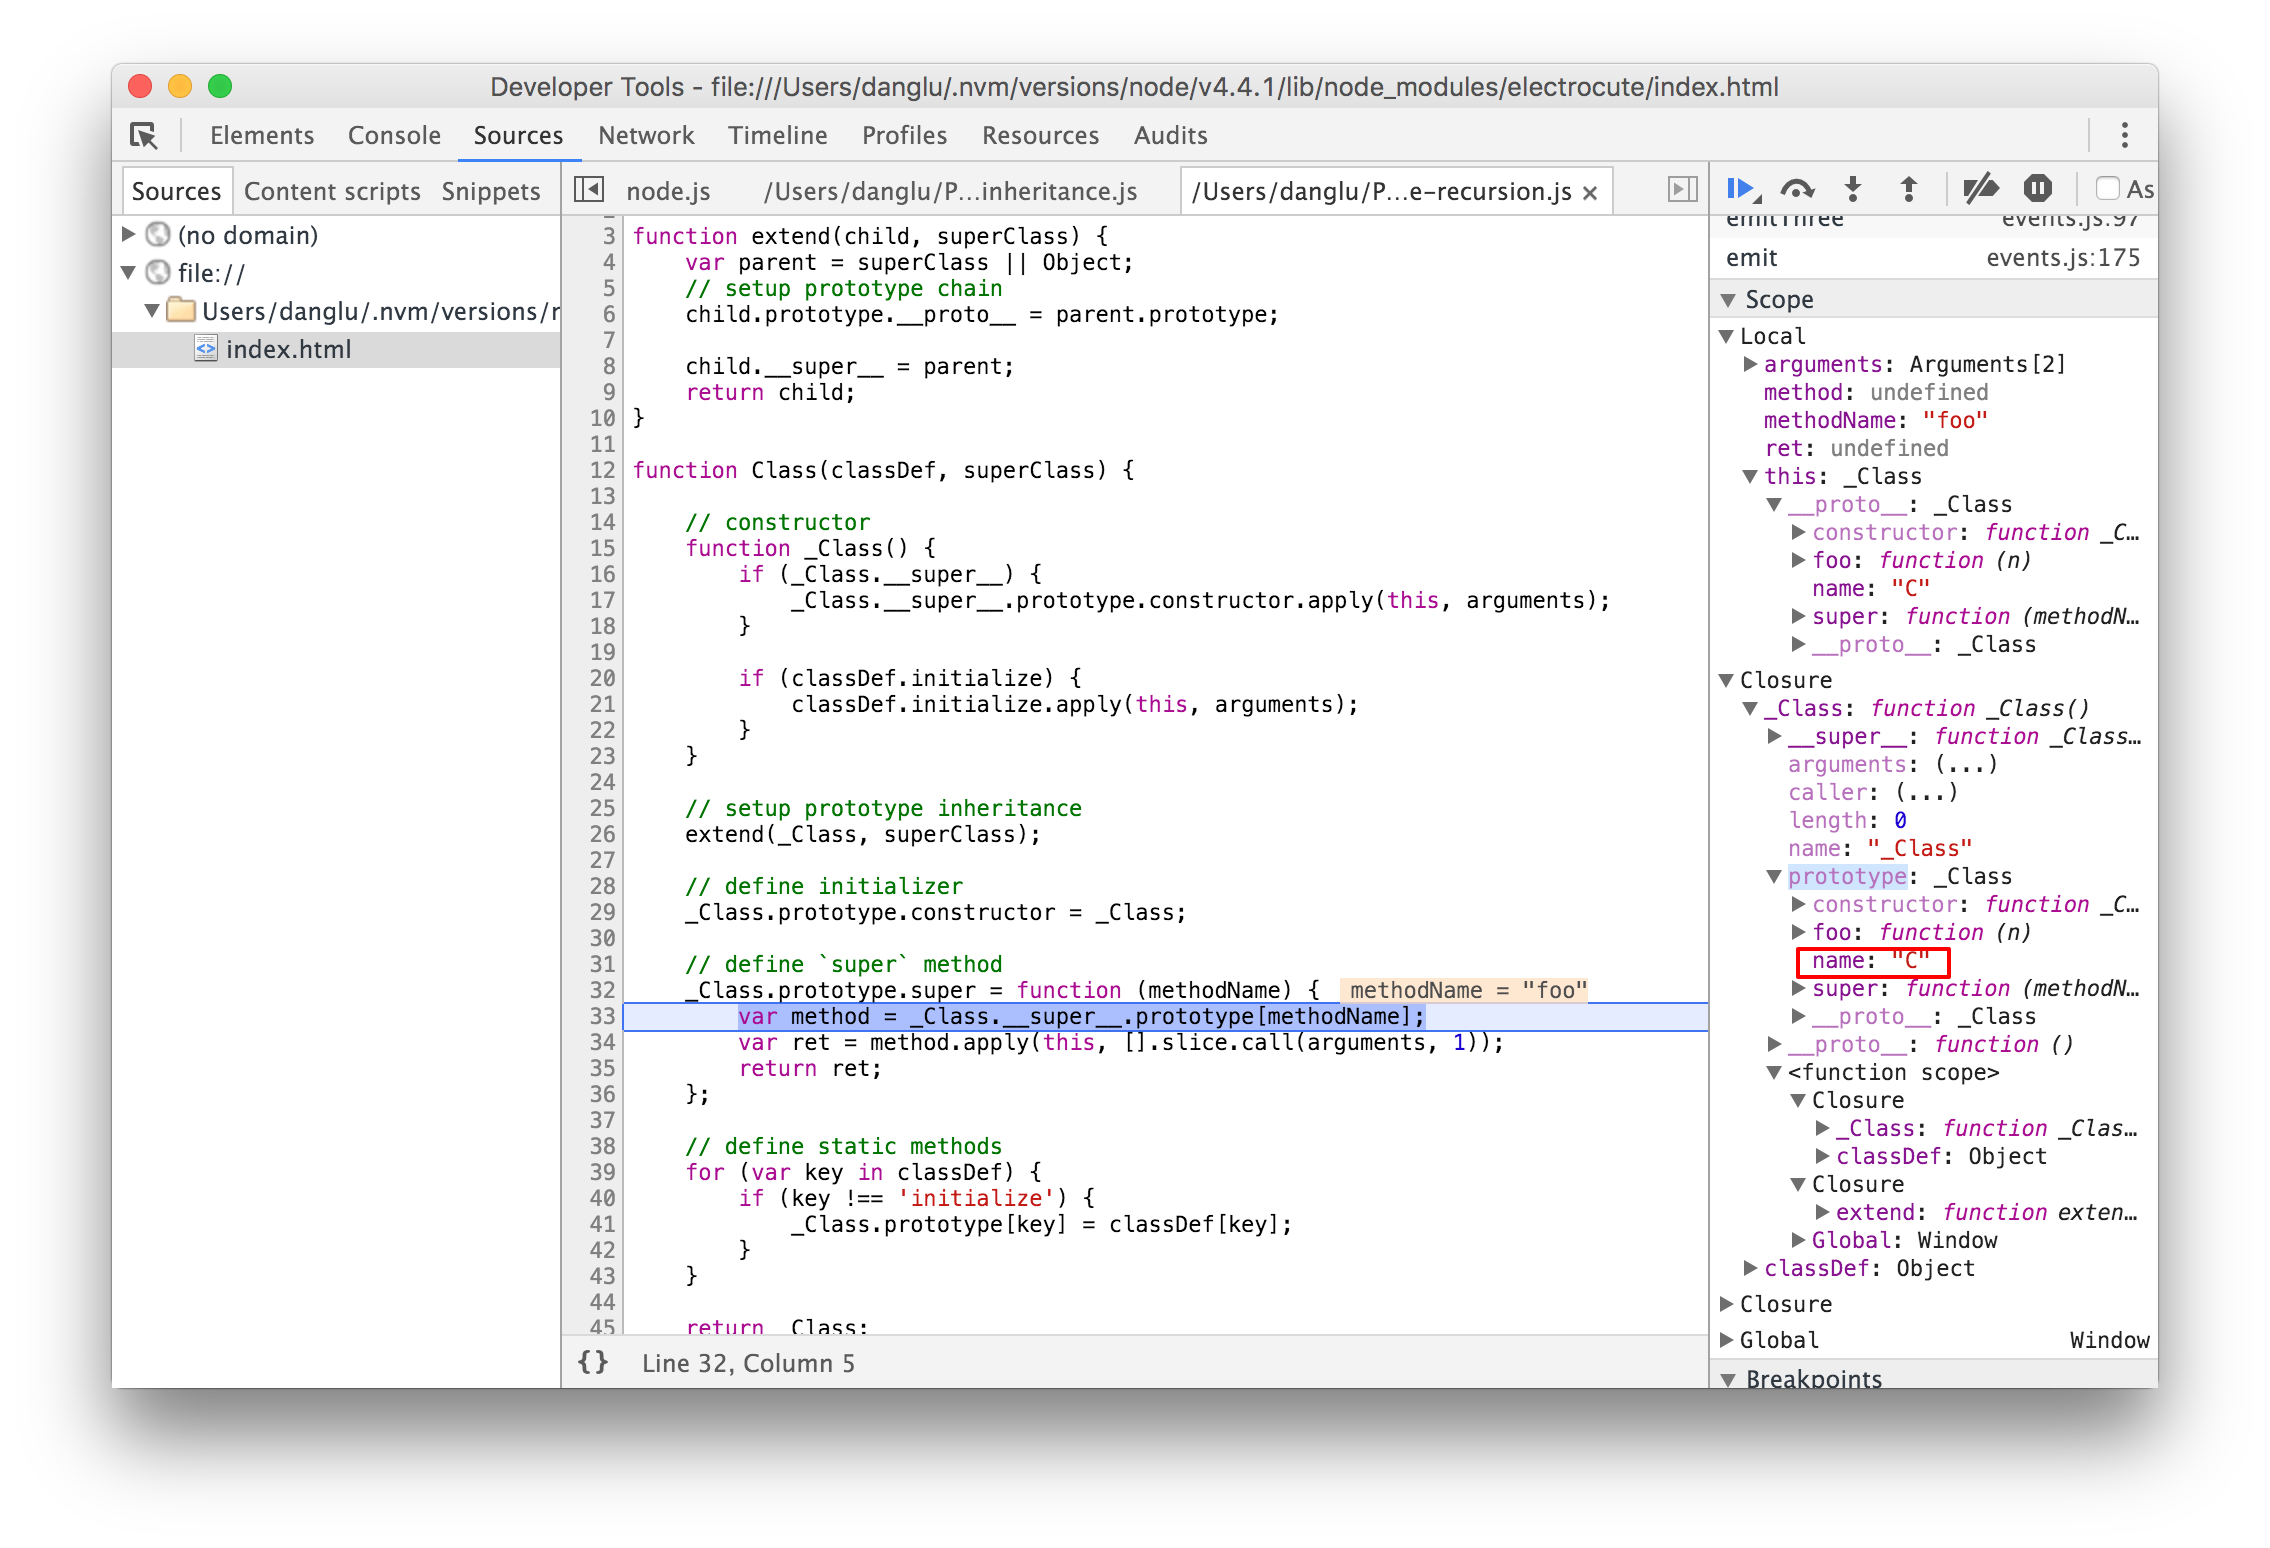 Developer Tools - file:///Users/danglu/.nvm/versions/node/v4.4.1/lib/node_modules/electrocute/index.html
Elements Console Sources Network Timeline Profiles Resources Audits
Sources Content scripts Snippets
(no domain)
file://
Users/danglu/.nvm/versions/
index.html
node.js /Users/danglu/P...inheritance.js /Users/danglu/P...e-recursion.js ×
3 function extend(child, superClass) {
4     var parent = superClass || Object;
5     // setup prototype chain
6     child.prototype.__proto__ = parent.prototype;
7
8     child.__super__ = parent;
9     return child;
10 }
11
12 function Class(classDef, superClass) {
13
14     // constructor
15     function _Class() {
16         if (_Class.__super__) {
17             _Class.__super__.prototype.constructor.apply(this, arguments);
18         }
19
20         if (classDef.initialize) {
21             classDef.initialize.apply(this, arguments);
22         }
23     }
24
25     // setup prototype inheritance
26     extend(_Class, superClass);
27
28     // define initializer
29     _Class.prototype.constructor = _Class;
30
31     // define `super` method
32     _Class.prototype.super = function (methodName) { methodName = "foo"
33         var method = _Class.__super__.prototype[methodName];
34         var ret = method.apply(this, [].slice.call(arguments, 1));
35         return ret;
36     };
37
38     // define static methods
39     for (var key in classDef) {
40         if (key !== 'initialize') {
41             _Class.prototype[key] = classDef[key];
42         }
43     }
44
45     return _Class;
{} Line 32, Column 5
As
emitThree events.js:97
emit events.js:175
Scope
Local
arguments: Arguments[2]
method: undefined
methodName: "foo"
ret: undefined
this: _Class
__proto__: _Class
constructor: function _C…
foo: function (n)
name: "C"
super: function (methodN…
__proto__: _Class
Closure
_Class: function _Class()
__super__: function _Class…
arguments: (...)
caller: (...)
length: 0
name: "_Class"
prototype: _Class
constructor: function _C…
foo: function (n)
name: "C"
super: function (methodN…
__proto__: _Class
__proto__: function ()
<function scope>
Closure
_Class: function _Clas…
classDef: Object
Closure
extend: function exten…
Global: Window
classDef: Object
Closure
Global Window
Breakpoints